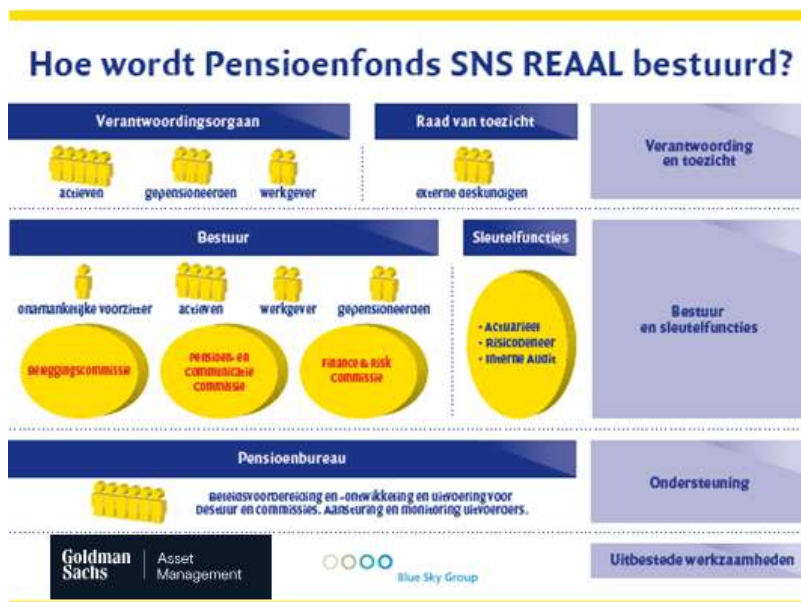 Hoe wordt Pensioenfonds SNS REAAL bestuurd?
Verantwoordingsorgaan
Raad van toezicht
Verantwoording
en toezicht
actieven
gepensioneerden
werkgever
externe deskundigen
Bestuur
Sleutelfuncties
Bestuur
en sleutelfuncties
onafhankelijke voorzitter
actieven
werkgever
gepensioneerden
Beleggingscommissie
Pensioen- en
Communicatie
Commissie
Finance & Risk
Commissie
• Actuarieel
• Risicobeheer
• Interne Audit
Pensioenbureau
Ondersteuning
Beleidsvoorbereiding en -ontwikkeling en uitvoering voor
bestuur en commissies. Aansturing en monitoring uitvoerders.
Goldman
Sachs
Asset
Management
Blue Sky Group
Uitbestede werkzaamheden